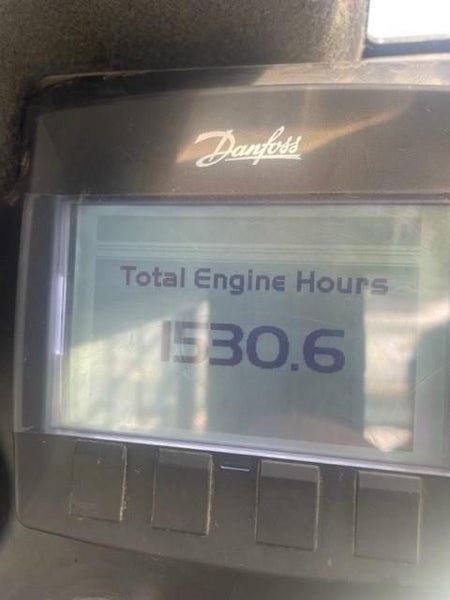 Danfoss
Total Engine Hours
1530.6